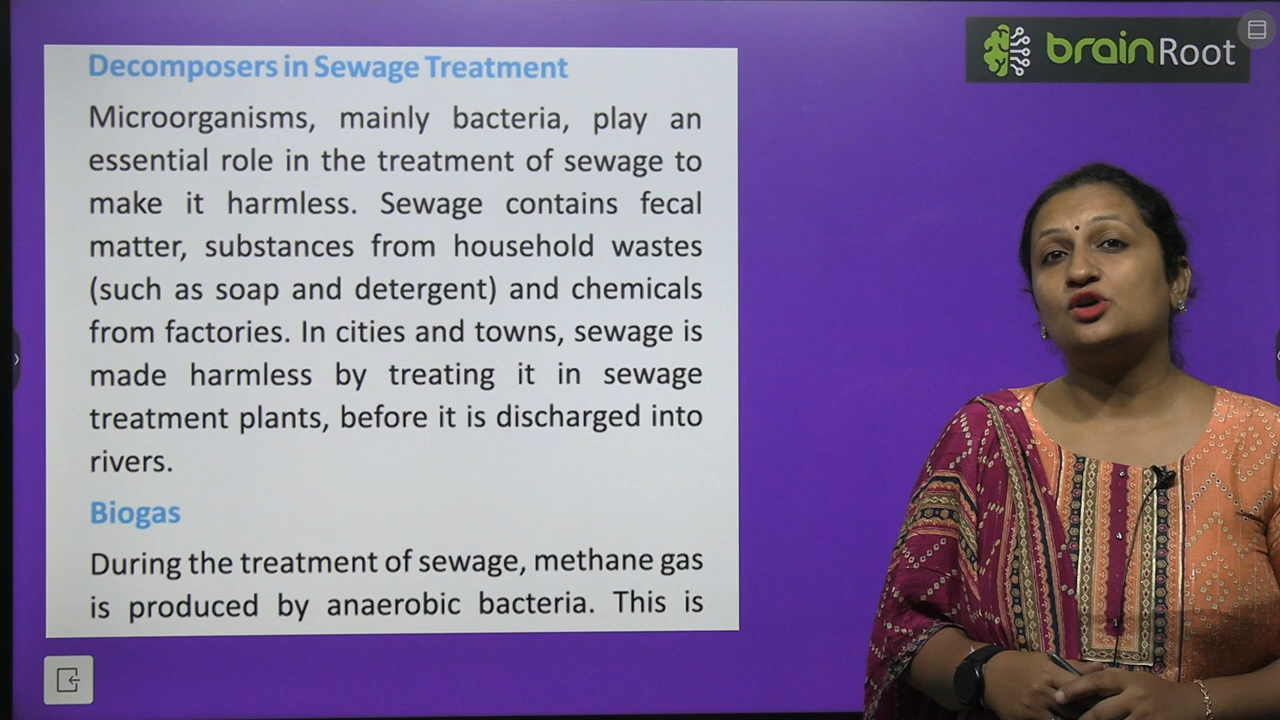 brainRoot
Decomposers in Sewage Treatment
Microorganisms, mainly bacteria, play an
essential role in the treatment of sewage to
make it harmless. Sewage contains fecal
matter, substances from household wastes
(such as soap and detergent) and chemicals
from factories. In cities and towns, sewage is
made harmless by treating it in sewage
treatment plants, before it is discharged into
rivers.
Biogas
During the treatment of sewage, methane gas
is produced by anaerobic bacteria. This is